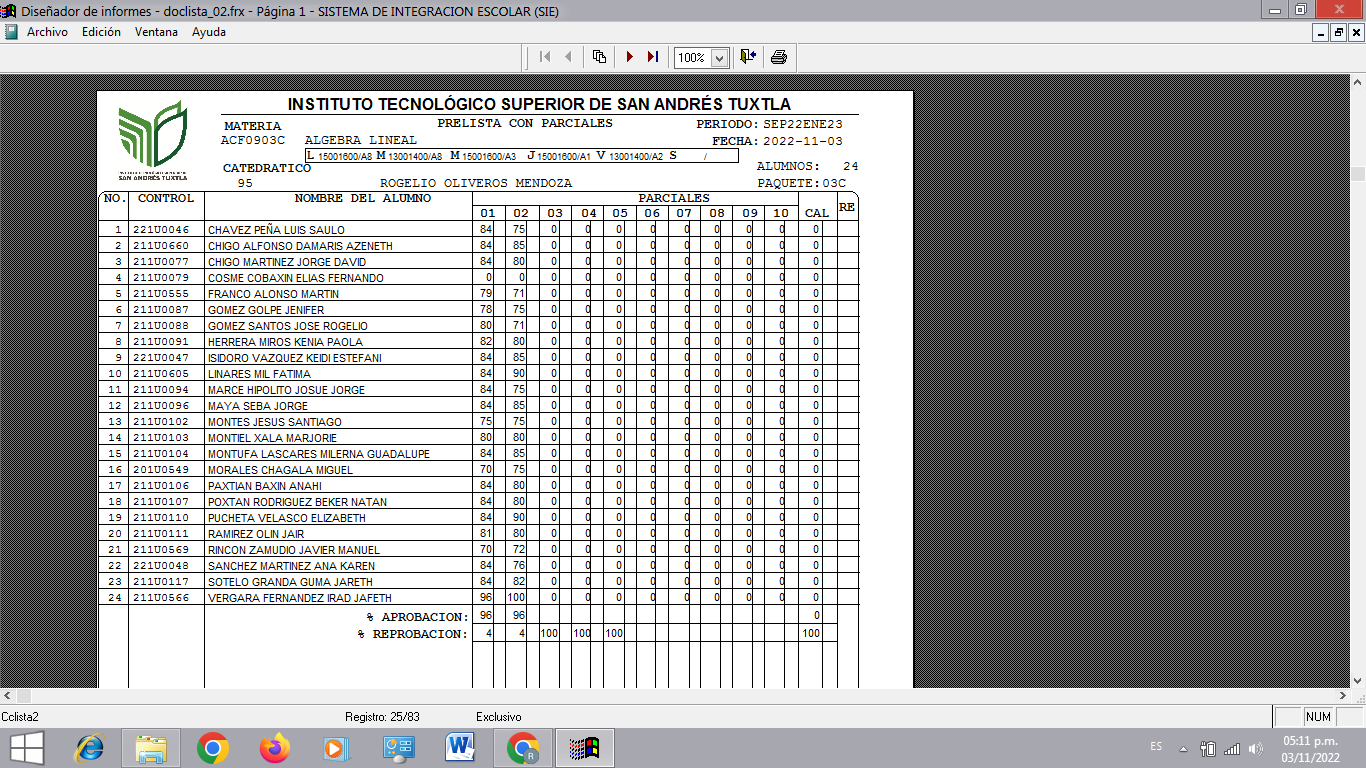 Diseñador de informes - doclista_02.frx - Página 1 - SISTEMA DE INTEGRACION ESCOLAR (SIE)
Archivo Edición Ventana Ayuda
100%
INSTITUTO TECNOLÓGICO SUPERIOR DE SAN ANDRÉS TUXTLA
MATERIA PRELISTA CON PARCIALES PERIODO: SEP22ENE23
ACF0903C ALGEBRA LINEAL FECHA: 2022-11-03
L 15001600/A8 M 13001400/A8 M 15001600/A3 J 15001600/A1 V 13001400/A2 S /
CATEDRATICO ALUMNOS: 24
SAN ANDRÉS TUXTLA
95 ROGELIO OLIVEROS MENDOZA PAQUETE:03C
NO. CONTROL NOMBRE DEL ALUMNO PARCIALES RE
01 02 03 04 05 06 07 08 09 10 CAL
1 221U0046 CHAVEZ PEÑA LUIS SAULO 84 75 0 0 0 0 0 0 0 0 0
2 211U0660 CHIGO ALFONSO DAMARIS AZENETH 84 85 0 0 0 0 0 0 0 0 0
3 211U0077 CHIGO MARTINEZ JORGE DAVID 84 80 0 0 0 0 0 0 0 0 0
4 211U0079 COSME COBAXIN ELIAS FERNANDO 0 0 0 0 0 0 0 0 0 0 0
5 211U0555 FRANCO ALONSO MARTIN 79 71 0 0 0 0 0 0 0 0 0
6 211U0087 GOMEZ GOLPE JENIFER 78 75 0 0 0 0 0 0 0 0 0
7 211U0088 GOMEZ SANTOS JOSE ROGELIO 80 71 0 0 0 0 0 0 0 0 0
8 211U0091 HERRERA MIROS KENIA PAOLA 82 80 0 0 0 0 0 0 0 0 0
9 221U0047 ISIDORO VAZQUEZ KEIDI ESTEFANI 84 85 0 0 0 0 0 0 0 0 0
10 211U0605 LINARES MIL FATIMA 84 90 0 0 0 0 0 0 0 0 0
11 211U0094 MARCE HIPOLITO JOSUE JORGE 84 75 0 0 0 0 0 0 0 0 0
12 211U0096 MAYA SEBA JORGE 84 85 0 0 0 0 0 0 0 0 0
13 211U0102 MONTES JESUS SANTIAGO 75 75 0 0 0 0 0 0 0 0 0
14 211U0103 MONTIEL XALA MARJORIE 80 80 0 0 0 0 0 0 0 0 0
15 211U0104 MONTUFA LASCARES MILERNA GUADALUPE 84 85 0 0 0 0 0 0 0 0 0
16 201U0549 MORALES CHAGALA MIGUEL 70 75 0 0 0 0 0 0 0 0 0
17 211U0106 PAXTIAN BAXIN ANAHI 84 80 0 0 0 0 0 0 0 0 0
18 211U0107 POXTAN RODRIGUEZ BEKER NATAN 84 80 0 0 0 0 0 0 0 0 0
19 211U0110 PUCHETA VELASCO ELIZABETH 84 90 0 0 0 0 0 0 0 0 0
20 211U0111 RAMIREZ OLIN JAIR 81 80 0 0 0 0 0 0 0 0 0
21 211U0569 RINCON ZAMUDIO JAVIER MANUEL 70 72 0 0 0 0 0 0 0 0 0
22 221U0048 SANCHEZ MARTINEZ ANA KAREN 84 76 0 0 0 0 0 0 0 0 0
23 211U0117 SOTELO GRANDA GUMA JARETH 84 82 0 0 0 0 0 0 0 0 0
24 211U0566 VERGARA FERNANDEZ IRAD JAFETH 96 100 0 0 0 0 0 0 0 0 0
% APROBACION: 96 96 0
% REPROBACION: 4 4 100 100 100 100
Cclista2 Registro: 25/83 Exclusivo NUM
ES 05:11 p.m.
03/11/2022